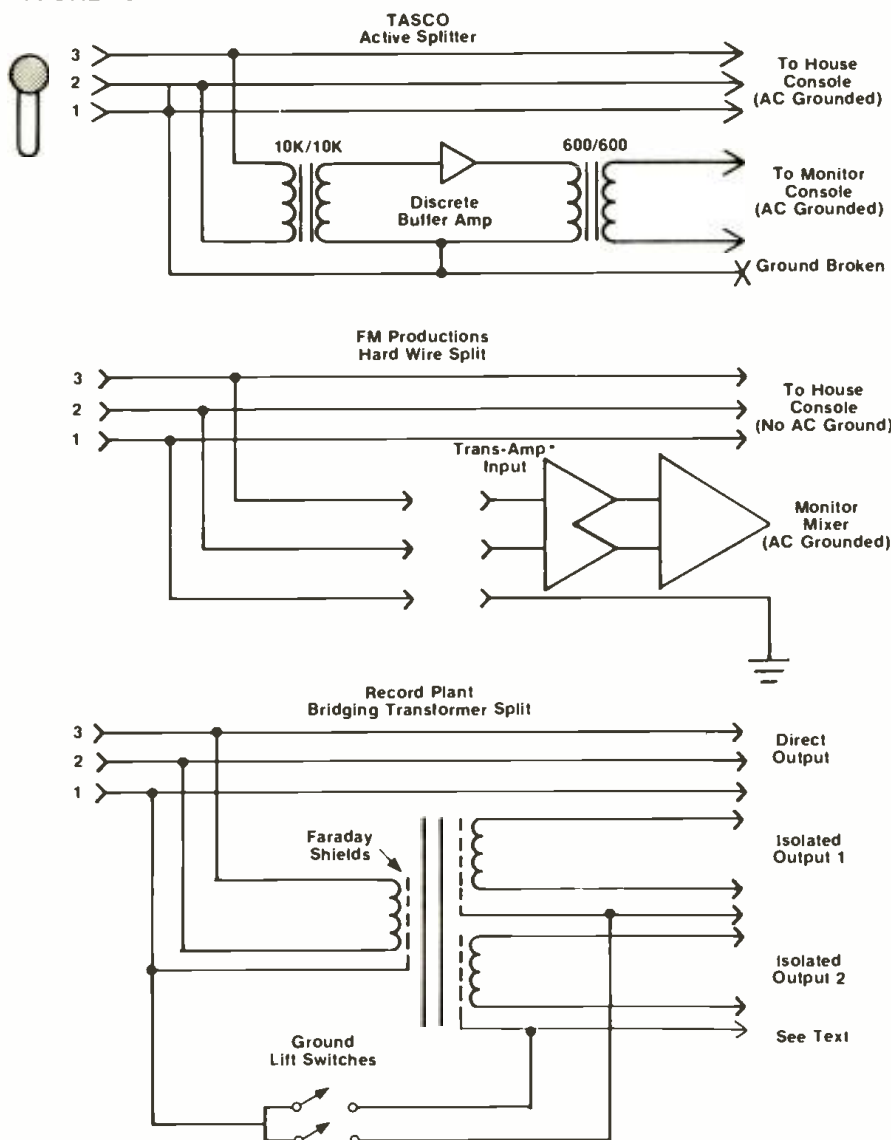 TASCO
Active Splitter
3
2
1
To House
Console
(AC Grounded)
10K/10K
600/600
Discrete
Buffer Amp
To Monitor
Console
(AC Grounded)
Ground Broken
FM Productions
Hard Wire Split
3
2
1
To House
Console
(No AC Ground)
Trans-Amp*
Input
Monitor
Mixer
(AC Grounded)
Record Plant
Bridging Transformer Split
3
2
1
Direct
Output
Faraday
Shields
Isolated
Output 1
Isolated
Output 2
See Text
Ground
Lift Switches